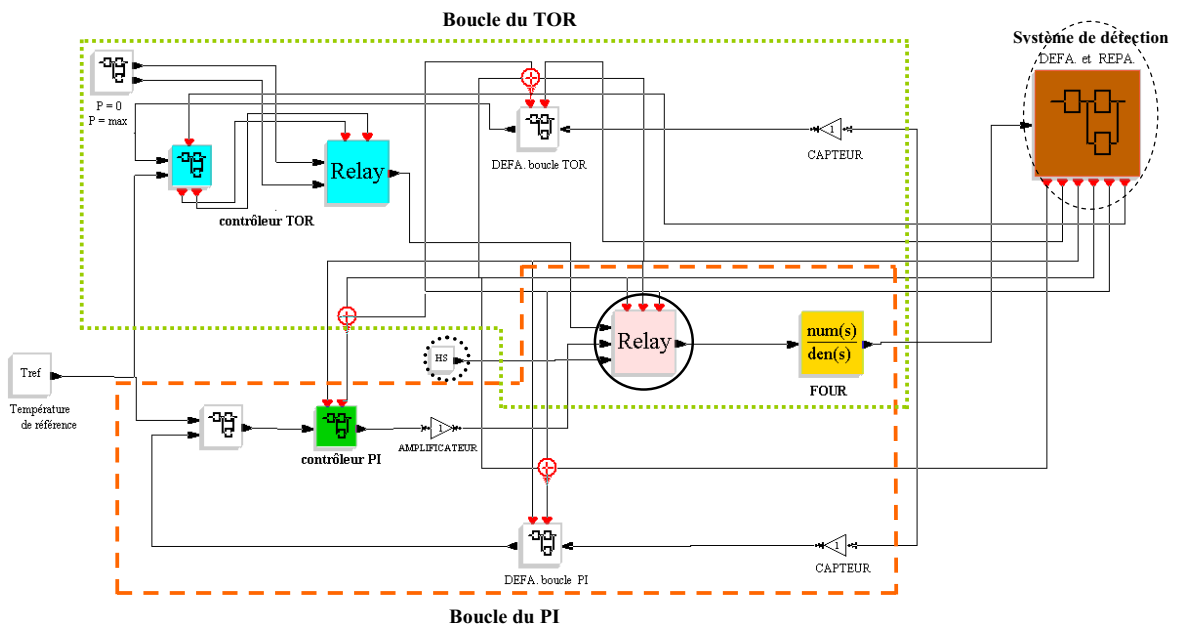 Boucle du TOR
Système de détection
DEFA. et REPA.
P = 0
P = max
Relay
contrôleur TOR
DEFA. boucle TOR
1
CAPTEUR
Relay
num(s)
den(s)
FOUR
HS
Tref
Température
de référence
contrôleur PI
1
AMPLIFICATEUR
DEFA. boucle PI
1
CAPTEUR
Boucle du PI